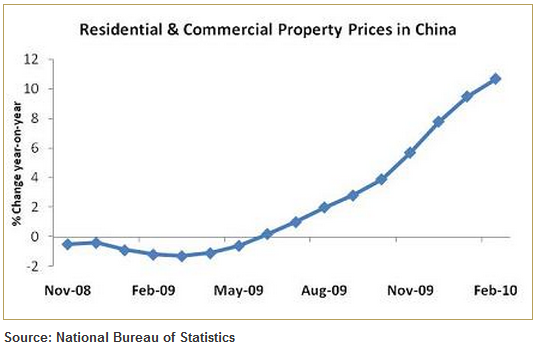 Residential & Commercial Property Prices in China
% Change year-on-year
12
10
8
6
4
2
0
-2
Nov-08 Feb-09 May-09 Aug-09 Nov-09 Feb-10
Source: National Bureau of Statistics